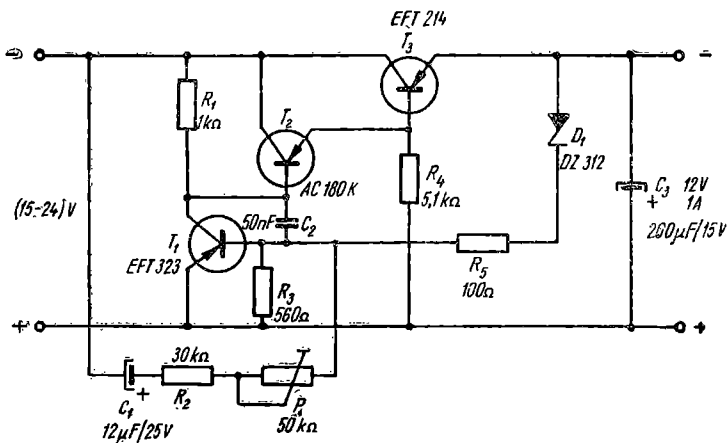 EFT 214
T3
R1
1kΩ
T2
AC 180 K
R4
5,1kΩ
D1
DZ 312
C3
12V
1A
+
200μF/15V
(15÷24)V
50nF
C2
T1
EFT 323
R3
560Ω
R5
100Ω
-
-
+
+
30kΩ
C1
+
R2
P1
50kΩ
12μF/25V